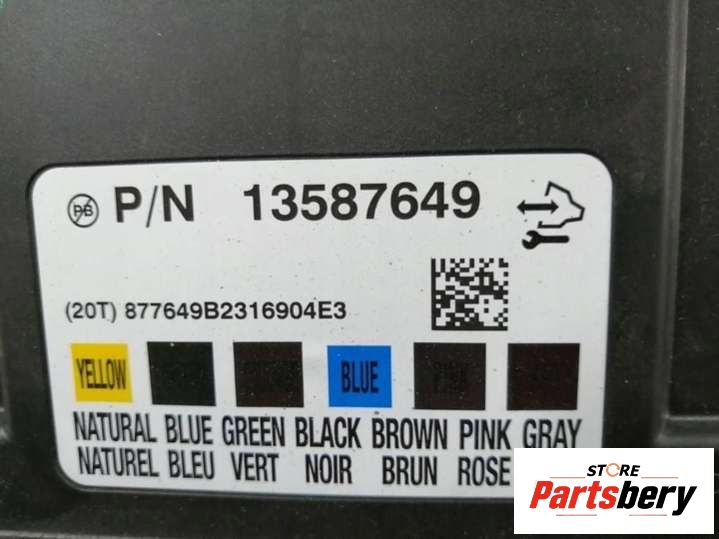 PB P/N 13587649
(20T) 877649B2316904E3
YELLOW BLUE PINK
NATURAL BLUE GREEN BLACK BROWN PINK GRAY
NATUREL BLEU VERT NOIR BRUN ROSE
STORE
Partsbery